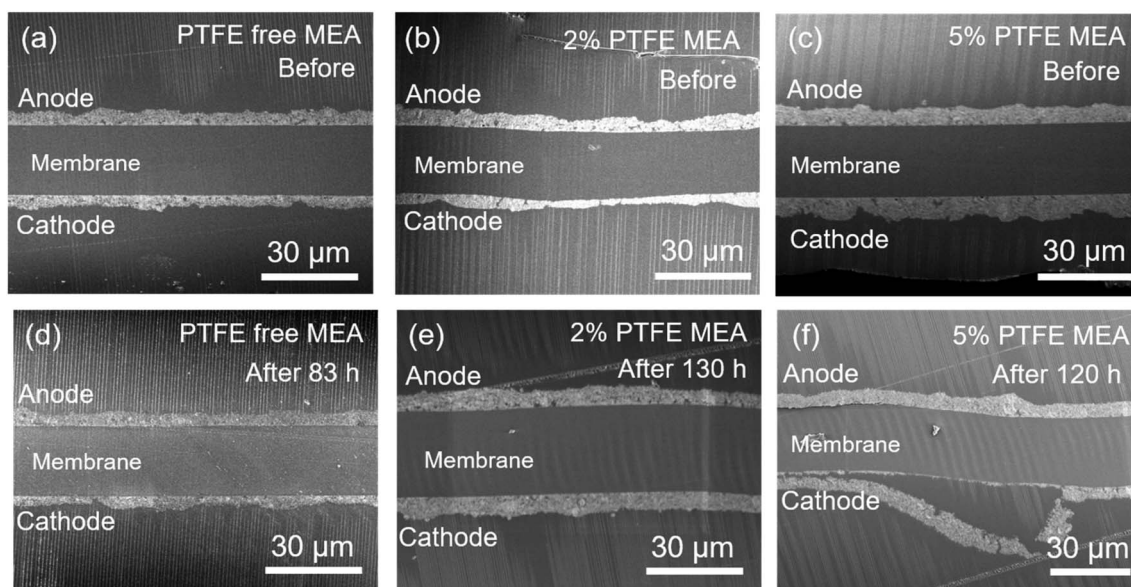 (a)
PTFE free MEA
Before
Anode
Membrane
Cathode
30 μm
(b)
2% PTFE MEA
Before
Anode
Membrane
Cathode
30 μm
(c)
5% PTFE MEA
Before
Anode
Membrane
Cathode
30 μm
(d)
PTFE free MEA
After 83 h
Anode
Membrane
Cathode
30 μm
(e)
2% PTFE MEA
After 130 h
Anode
Membrane
Cathode
30 μm
(f)
5% PTFE MEA
After 120 h
Anode
Membrane
Cathode
30 μm